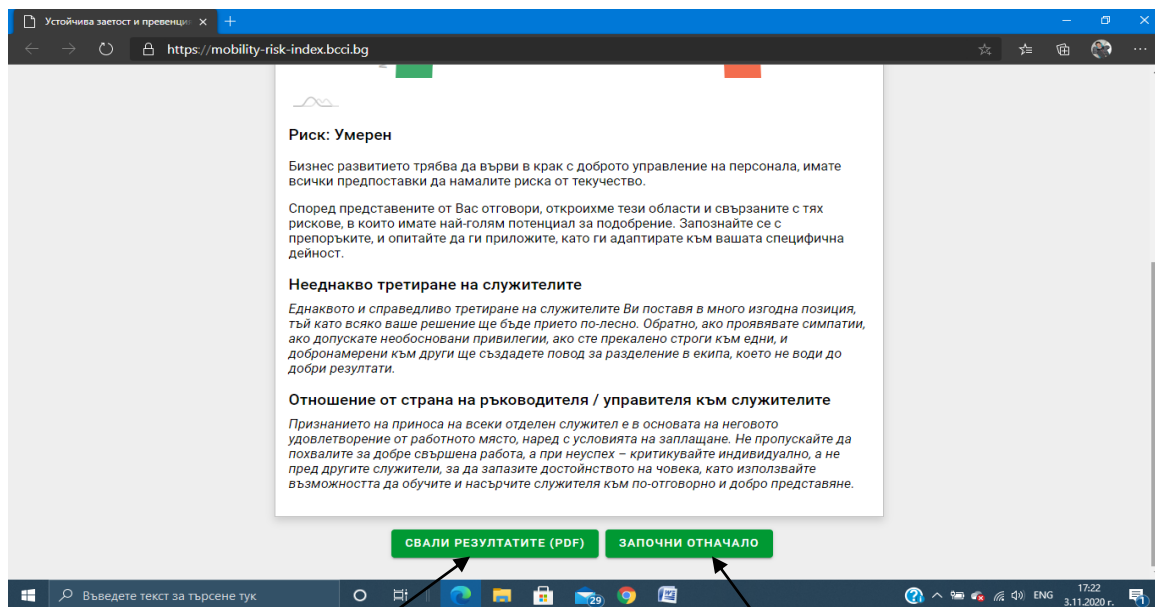 Устойчива заетост и превенци
https://mobility-risk-index.bcci.bg
Риск: Умерен
Бизнес развитието трябва да върви в крак с доброто управление на персонала, имате
всички предпоставки да намалите риска от текучество.
Според представените от Вас отговори, открихме тези области и свързаните с тях
рискове, в които имате най-голям потенциал за подобрение. Запознайте се с
препоръките, и опитайте да ги приложите, като ги адаптирате към вашата специфична
дейност.
Нееднакво третиране на служителите
Еднаквото и справедливо третиране на служителите Ви поставя в много изгодна позиция,
тъй като всяко ваше решение ще бъде прието по-лесно. Обратно, ако проявявате симпатии,
ако допускате необосновани привилегии, ако сте прекалено строги към едни, и
добронамерени към други ще създадете повод за разделение в екипа, което не води до
добри резултати.
Отношение от страна на ръководителя / управителя към служителите
Признанието на приноса на всеки отделен служител е в основата на неговото
удовлетворение от работното място, наред с условията на заплащане. Не пропускайте да
похвалите за добре свършена работа, а при неуспех – критикувайте индивидуално, а не
пред другите служители, за да запазите достойнството на човека, като използвайте
възможността да обучите и насърчите служителя към по-отговорно и добро представяне.
СВАЛИ РЕЗУЛТАТИТЕ (PDF) ЗАПОЧНИ ОТНАЧАЛО
Въведете текст за търсене тук
29
ENG
17:22
3.11.2020 г.
1